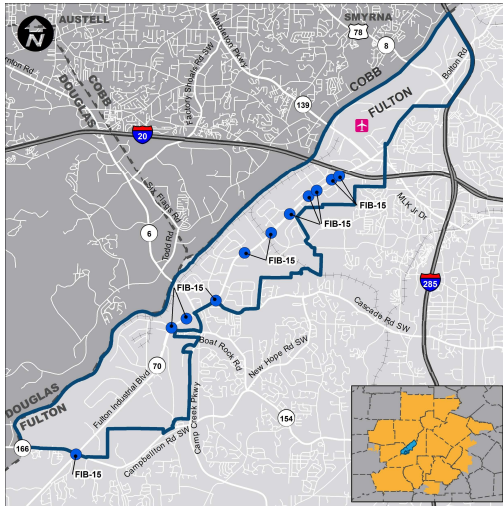 AUSTELL
SMYRNA
N
78
8
Maxham Pkwy
Factory Shoals Rd SW
COBB
DOUGLAS
COBB
FULTON
Bolton Rd
139
20
Six Flags Rd
Todd Rd
6
FIB-15
MLK Jr Dr
FIB-15
FIB-15
285
FIB-15
Cascade Rd SW
Boat Rock Rd
New Hope Rd SW
70
Fulton Industrial Blvd
DOUGLAS
FULTON
Camp Creek Pkwy
154
Campbellton Rd SW
166
FIB-15